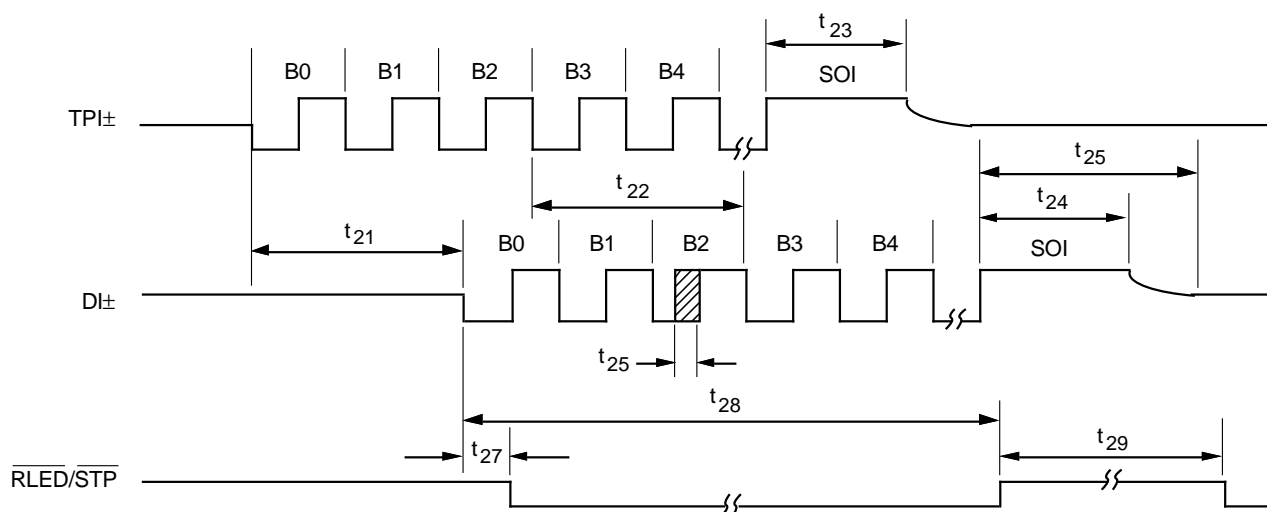 t23
B0 B1 B2 B3 B4 SOI
TPI±
t25
t22
t24
t21
B0 B1 B2 B3 B4 SOI
DI±
t25
t28
t27 t29
RLED/STP